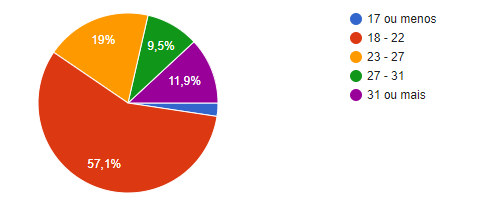 19%
9,5%
11,9%
57,1%
17 ou menos
18 - 22
23 - 27
27 - 31
31 ou mais